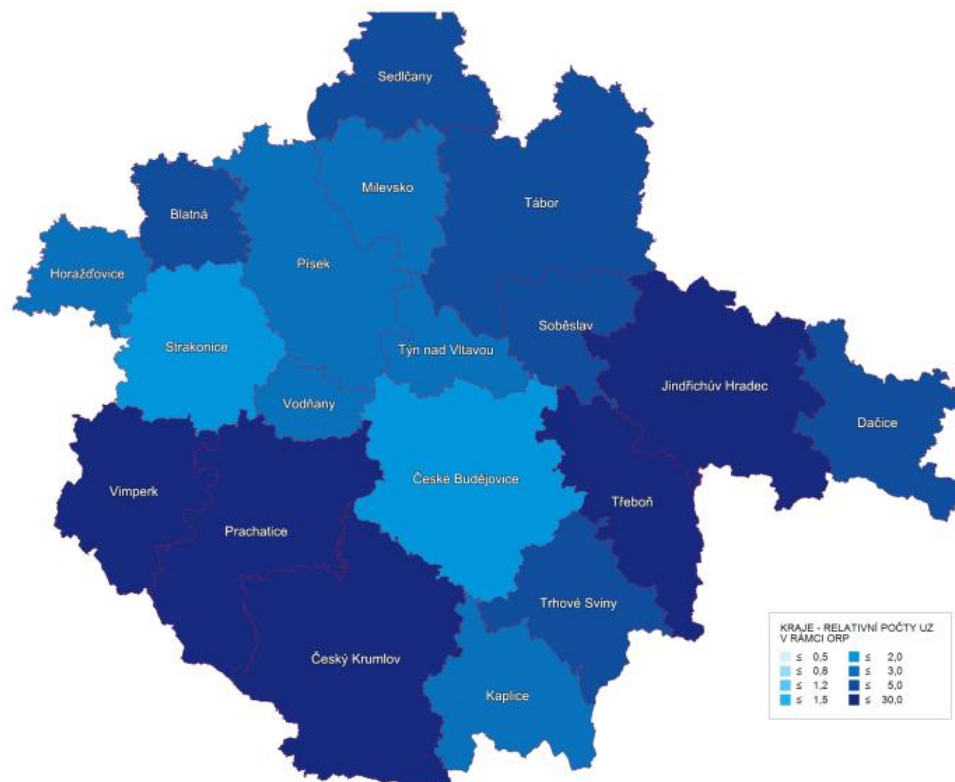 Sedlčany
Milevsko
Tábor
Blatná
Písek
Horažďovice
Soběslav
Strakonice
Týn nad Vltavou
Jindřichův Hradec
Vodňany
Dačice
České Budějovice
Vimperk
Třeboň
Prachatice
Trhové Sviny
Český Krumlov
Kaplice
KRAJE - RELATIVNÍ POČTY UZ
V RÁMCI ORP
≤ 0,5 ≤ 2,0
≤ 0,8 ≤ 3,0
≤ 1,2 ≤ 5,0
≤ 1,5 ≤ 30,0